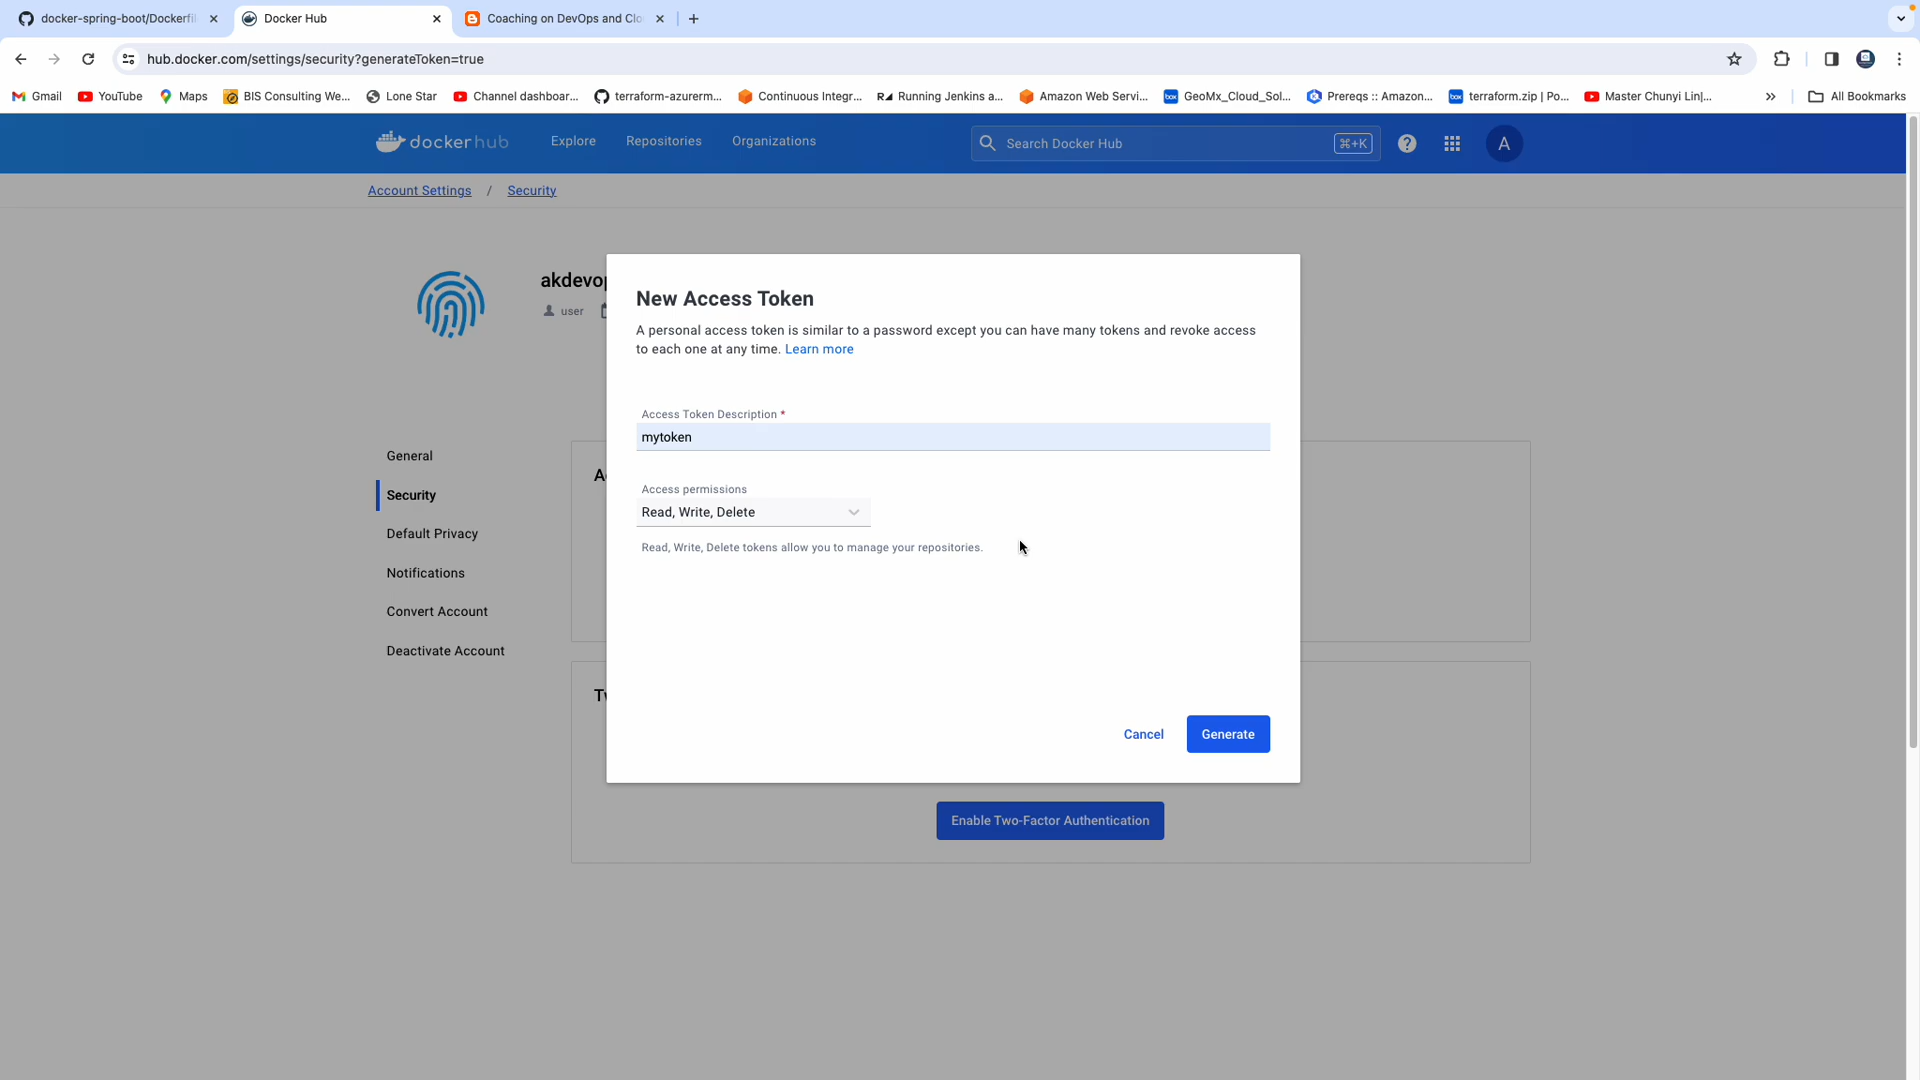 docker-spring-boot/Dockerfil
Docker Hub
Coaching on DevOps and Clo
hub.docker.com/settings/security?generateToken=true
Gmail
YouTube
Maps
BIS Consulting We...
Lone Star
Channel dashboar...
terraform-azurerm...
Continuous Integr...
Running Jenkins a...
Amazon Web Servi...
GeoMx_Cloud_Sol...
Prereqs :: Amazon...
terraform.zip | Po...
Master Chunyi Lin|...
All Bookmarks
dockerhub
Explore
Repositories
Organizations
Search Docker Hub
⌘+K
A
Account Settings / Security
akdevop
user
General
Security
Default Privacy
Notifications
Convert Account
Deactivate Account
New Access Token
A personal access token is similar to a password except you can have many tokens and revoke access
to each one at any time. Learn more
Access Token Description *
mytoken
Access permissions
Read, Write, Delete
Read, Write, Delete tokens allow you to manage your repositories.
Cancel
Generate
Enable Two-Factor Authentication